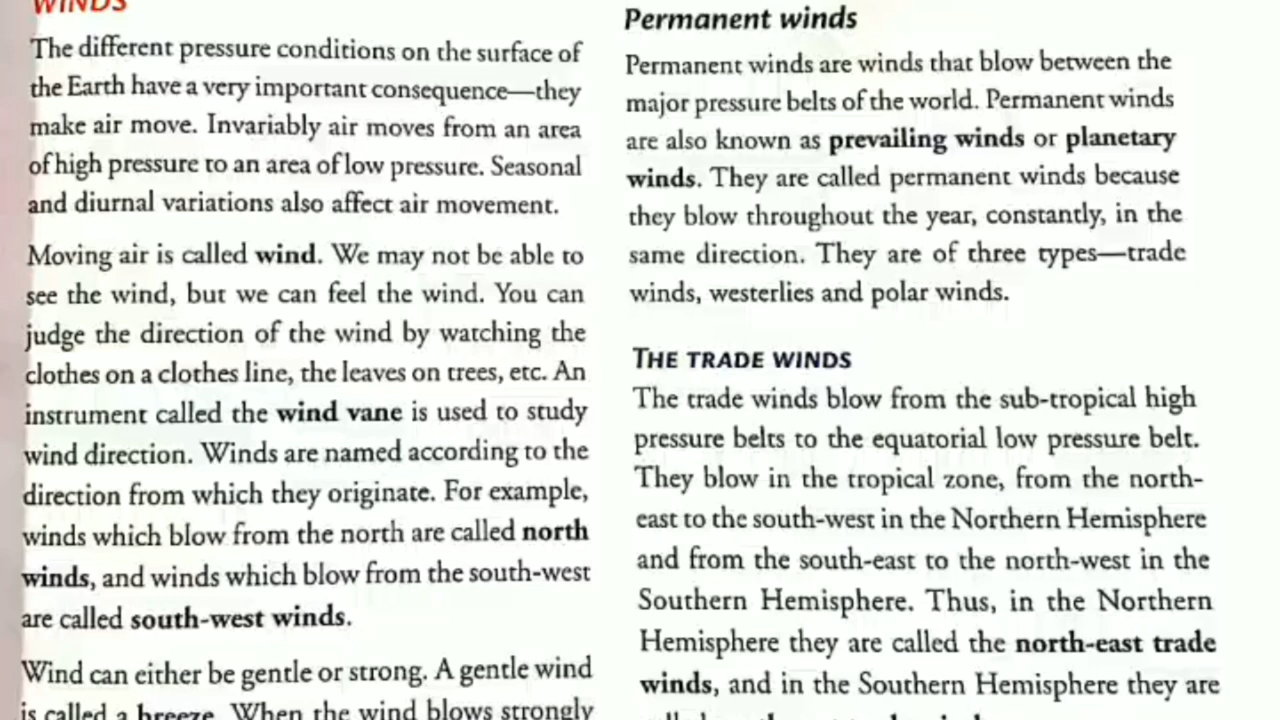 WINDS
The different pressure conditions on the surface of
the Earth have a very important consequence—they
make air move. Invariably air moves from an area
of high pressure to an area of low pressure. Seasonal
and diurnal variations also affect air movement.
Moving air is called wind. We may not be able to
see the wind, but we can feel the wind. You can
judge the direction of the wind by watching the
clothes on a clothes line, the leaves on trees, etc. An
instrument called the wind vane is used to study
wind direction. Winds are named according to the
direction from which they originate. For example,
winds which blow from the north are called north
winds, and winds which blow from the south-west
are called south-west winds.
Wind can either be gentle or strong. A gentle wind
is called a breeze. When the wind blows strongly
Permanent winds
Permanent winds are winds that blow between the
major pressure belts of the world. Permanent winds
are also known as prevailing winds or planetary
winds. They are called permanent winds because
they blow throughout the year, constantly, in the
same direction. They are of three types—trade
winds, westerlies and polar winds.
THE TRADE WINDS
The trade winds blow from the sub-tropical high
pressure belts to the equatorial low pressure belt.
They blow in the tropical zone, from the north-
east to the south-west in the Northern Hemisphere
and from the south-east to the north-west in the
Southern Hemisphere. Thus, in the Northern
Hemisphere they are called the north-east trade
winds, and in the Southern Hemisphere they are